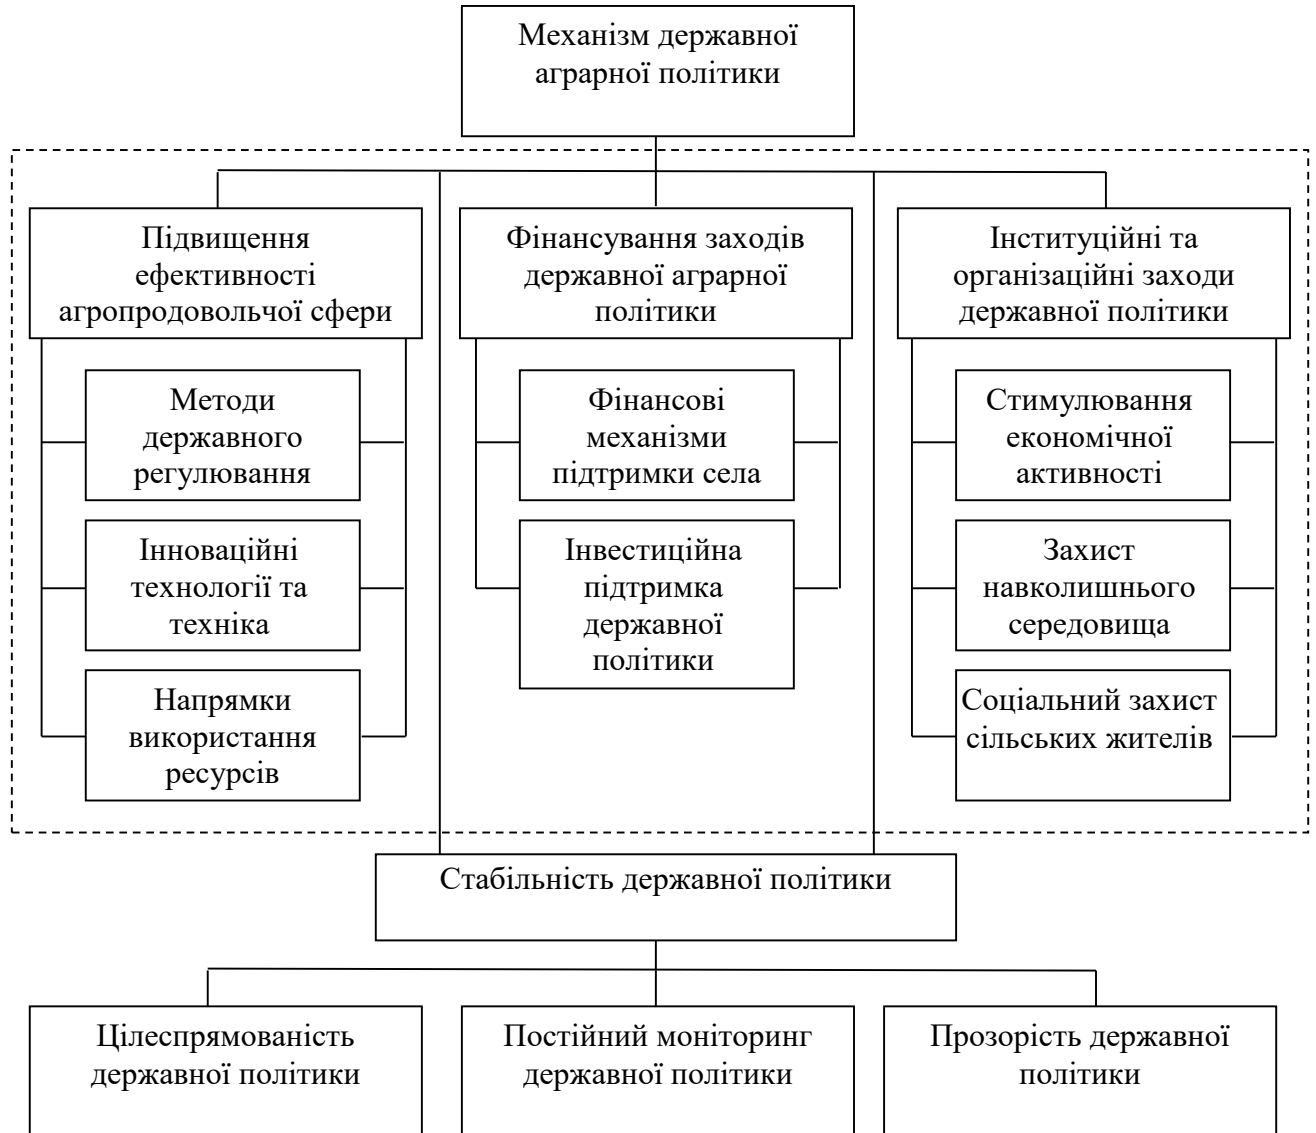 Механізм державної
аграрної політики
Підвищення
ефективності
агропродовольчої сфери
Фінансування заходів
державної аграрної
політики
Інституційні та
організаційні заходи
державної політики
Методи
державного
регулювання
Фінансові
механізми
підтримки села
Стимулювання
економічної
активності
Інноваційні
технології та
техніка
Інвестиційна
підтримка
державної
політики
Захист
навколишнього
середовища
Напрямки
використання
ресурсів
Соціальний захист
сільських жителів
Стабільність державної політики
Цілеспрямованість
державної політики
Постійний моніторинг
державної політики
Прозорість державної
політики